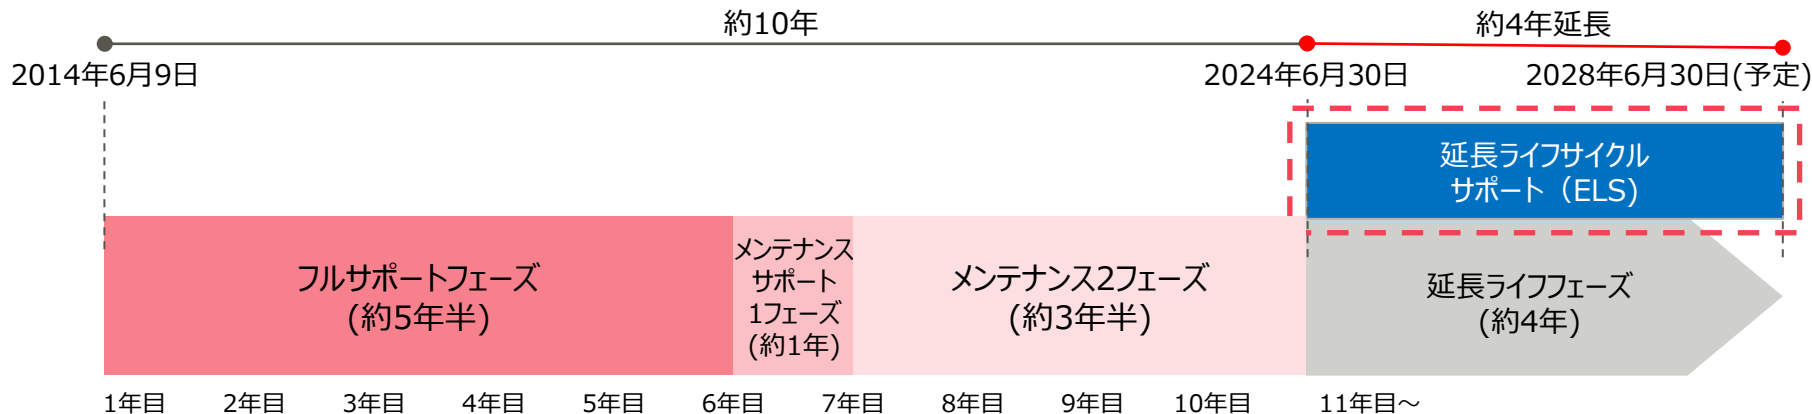 約10年
約4年延長
2014年6月9日
2024年6月30日
2028年6月30日(予定)
延長ライフサイクル
サポート（ELS)
フルサポートフェーズ
(約5年半)
メンテナンス
サポート
1フェーズ
(約1年)
メンテナンス2フェーズ
(約3年半)
延長ライフフェーズ
(約4年)
1年目
2年目
3年目
4年目
5年目
6年目
7年目
8年目
9年目
10年目
11年目～